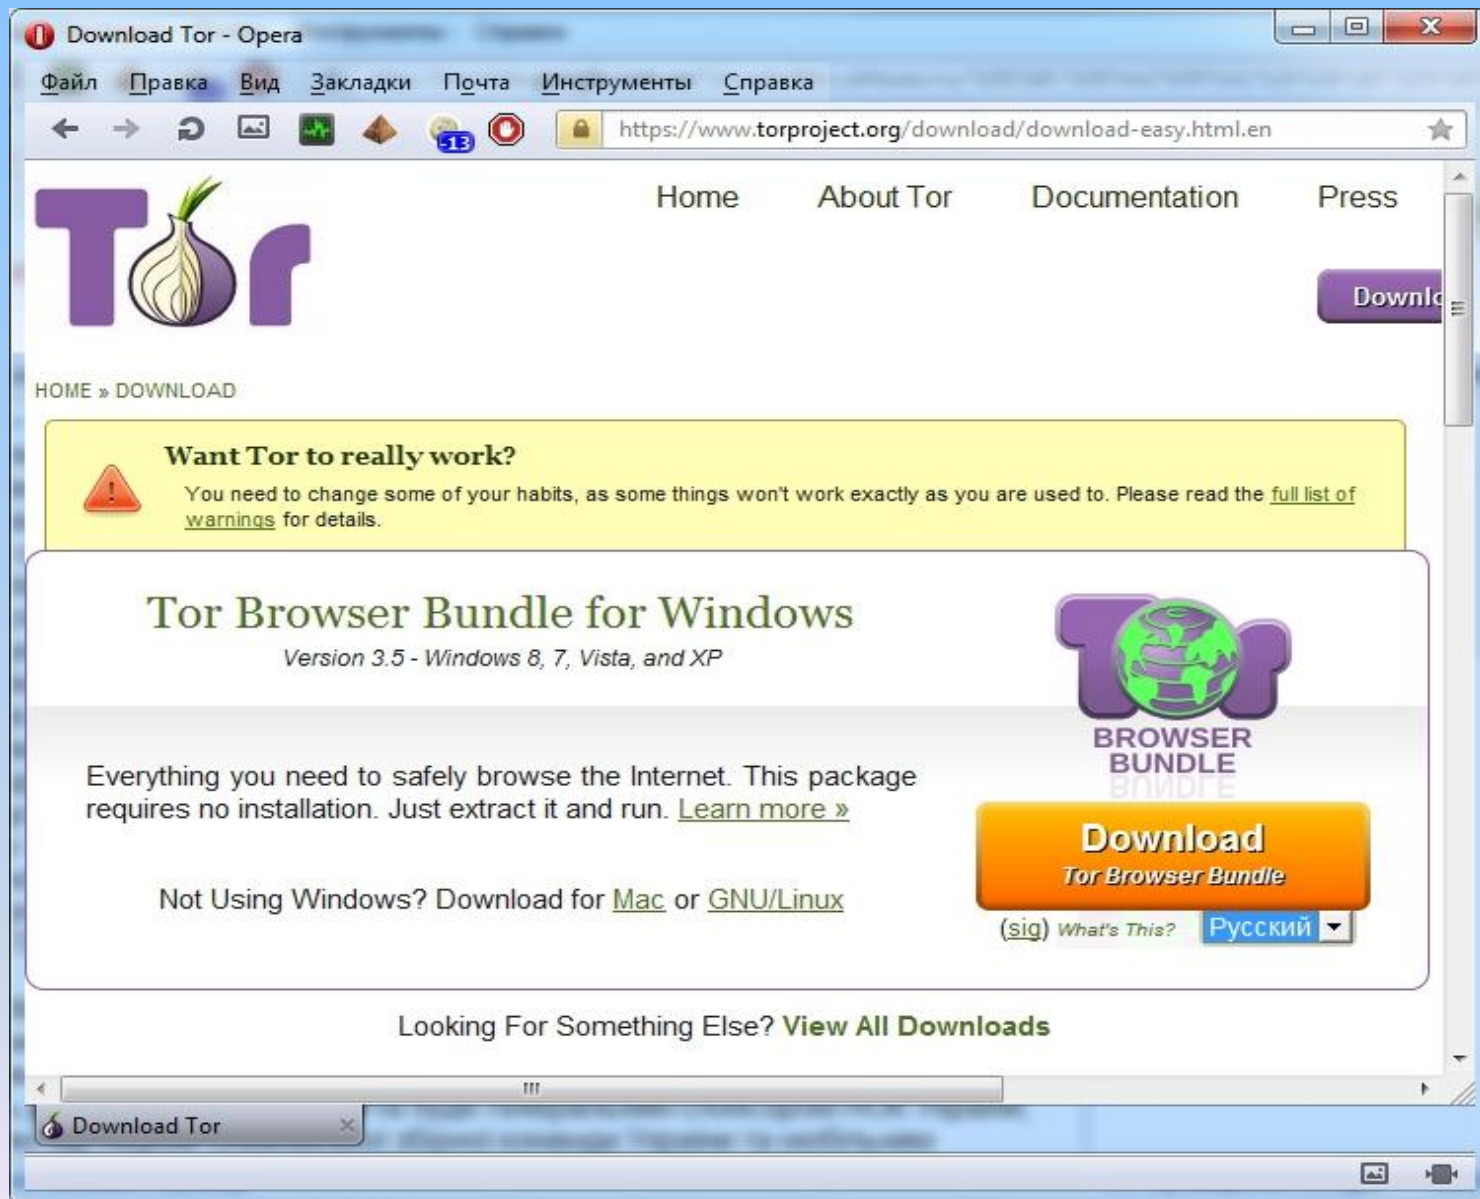 Download Tor - Opera
Файл Правка Вид Закладки Почта Инструменты Справка
-13 https://www.torproject.org/download/download-easy.html.en
Tor
Home About Tor Documentation Press
HOME » DOWNLOAD
Want Tor to really work?
You need to change some of your habits, as some things won't work exactly as you are used to. Please read the full list of
warnings for details.
Tor Browser Bundle for Windows
Version 3.5 - Windows 8, 7, Vista, and XP
Tor
BROWSER
BUNDLE
Everything you need to safely browse the Internet. This package
requires no installation. Just extract it and run. Learn more »
Download
Tor Browser Bundle
Not Using Windows? Download for Mac or GNU/Linux
(sig) What's This? Русский
Looking For Something Else? View All Downloads
Download Tor